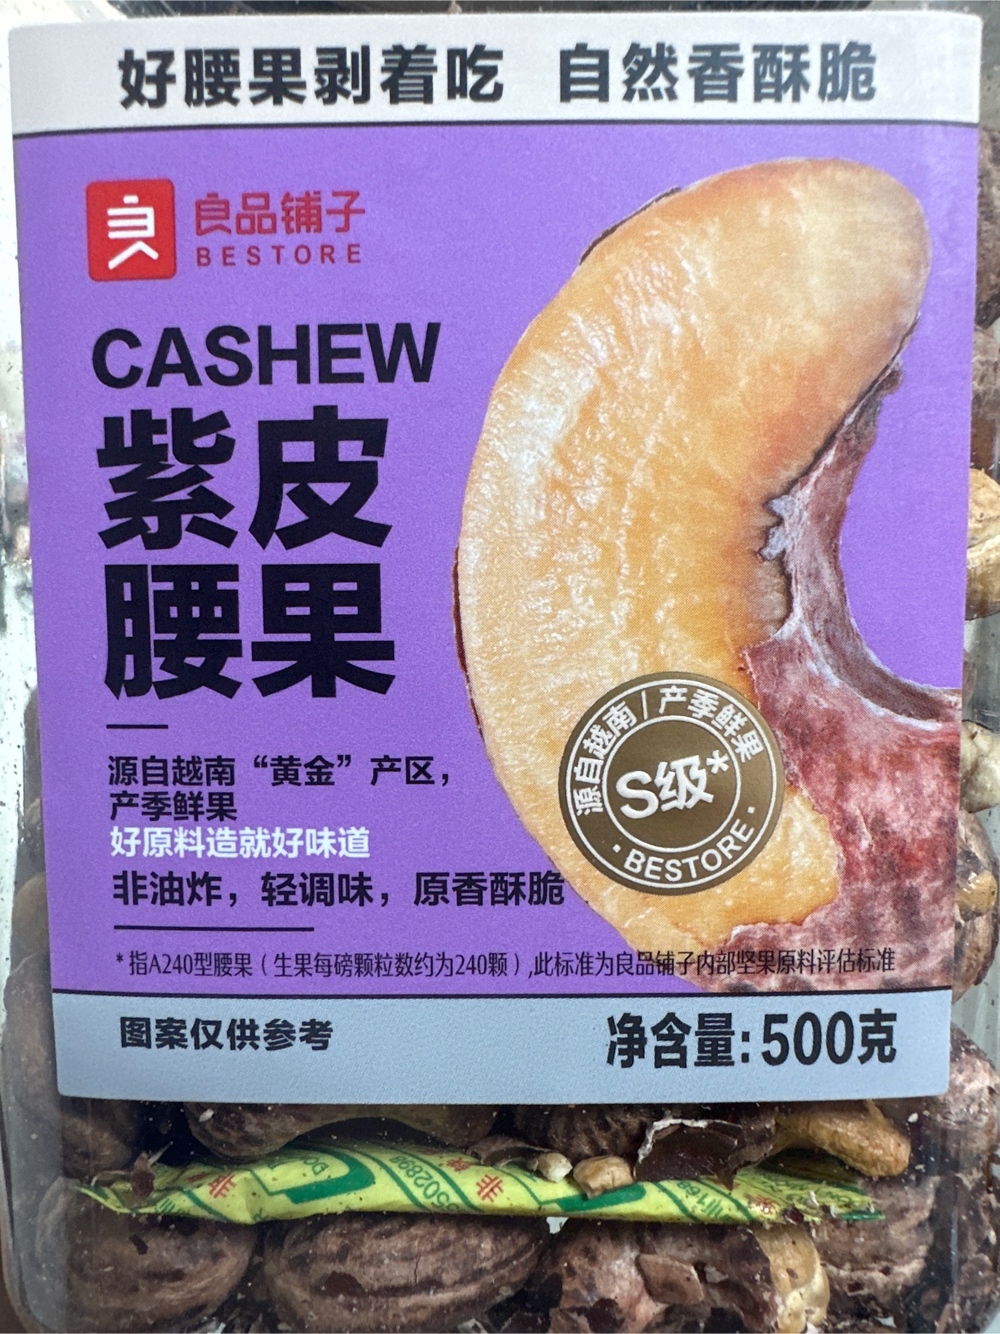 好腰果剥着吃 自然香酥脆
良品铺子
BESTORE
CASHEW
紫皮
腰果
源自越南“黄金”产区，
产季鲜果
好原料造就好味道
非油炸，轻调味，原香酥脆
源自越南/产季鲜果
S级*
·BESTORE·
*指A240型腰果（生果每磅颗粒数约为240颗）,此标准为良品铺子内部坚果原料评估标准
图案仅供参考
净含量:500克